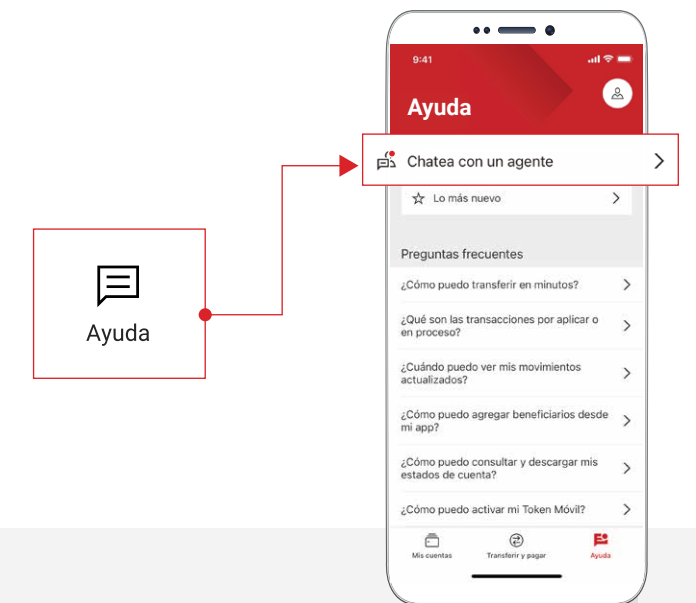 9:41
Ayuda
Chatea con un agente
Lo más nuevo
Ayuda
Preguntas frecuentes
¿Cómo puedo transferir en minutos?
¿Qué son las transacciones por aplicar o
en proceso?
¿Cuándo puedo ver mis movimientos
actualizados?
¿Cómo puedo agregar beneficiarios desde
mi app?
¿Cómo puedo consultar y descargar mis
estados de cuenta?
¿Cómo puedo activar mi Token Móvil?
Mis cuentas
Transferir y pagar
Ayuda